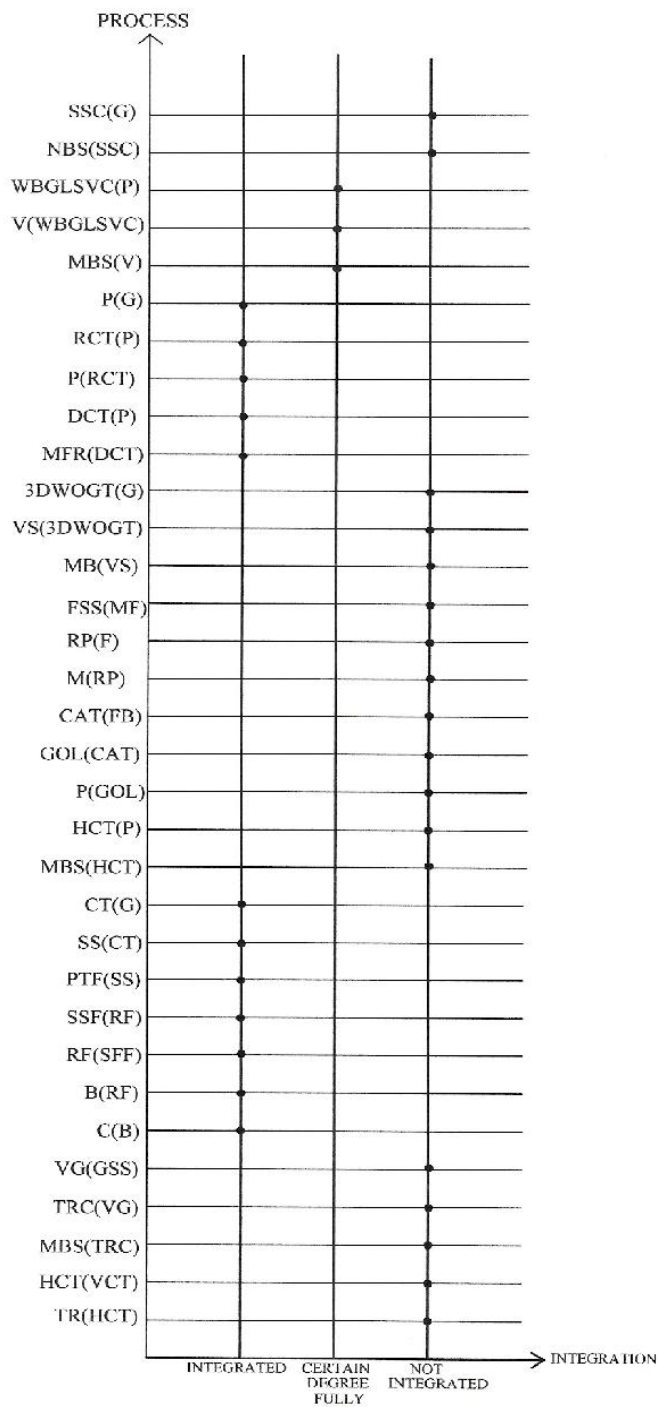 PROCESS
SSC(G)
NBS(SSC)
WBGLSVC(P)
V(WBGLSVC)
MBS(V)
P(G)
RCT(P)
P(RCT)
DCT(P)
MFR(DCT)
3DWOGT(G)
VS(3DWOGT)
MB(VS)
FSS(MF)
RP(F)
M(RP)
CAT(FB)
GOL(CAT)
P(GOL)
HCT(P)
MBS(HCT)
CT(G)
SS(CT)
PTF(SS)
SSF(RF)
RF(SFF)
B(RF)
C(B)
VG(GSS)
TRC(VG)
MBS(TRC)
HCT(VCT)
TR(HCT)
INTEGRATED
CERTAIN
DEGREE
FULLY
NOT
INTEGRATED
INTEGRATION